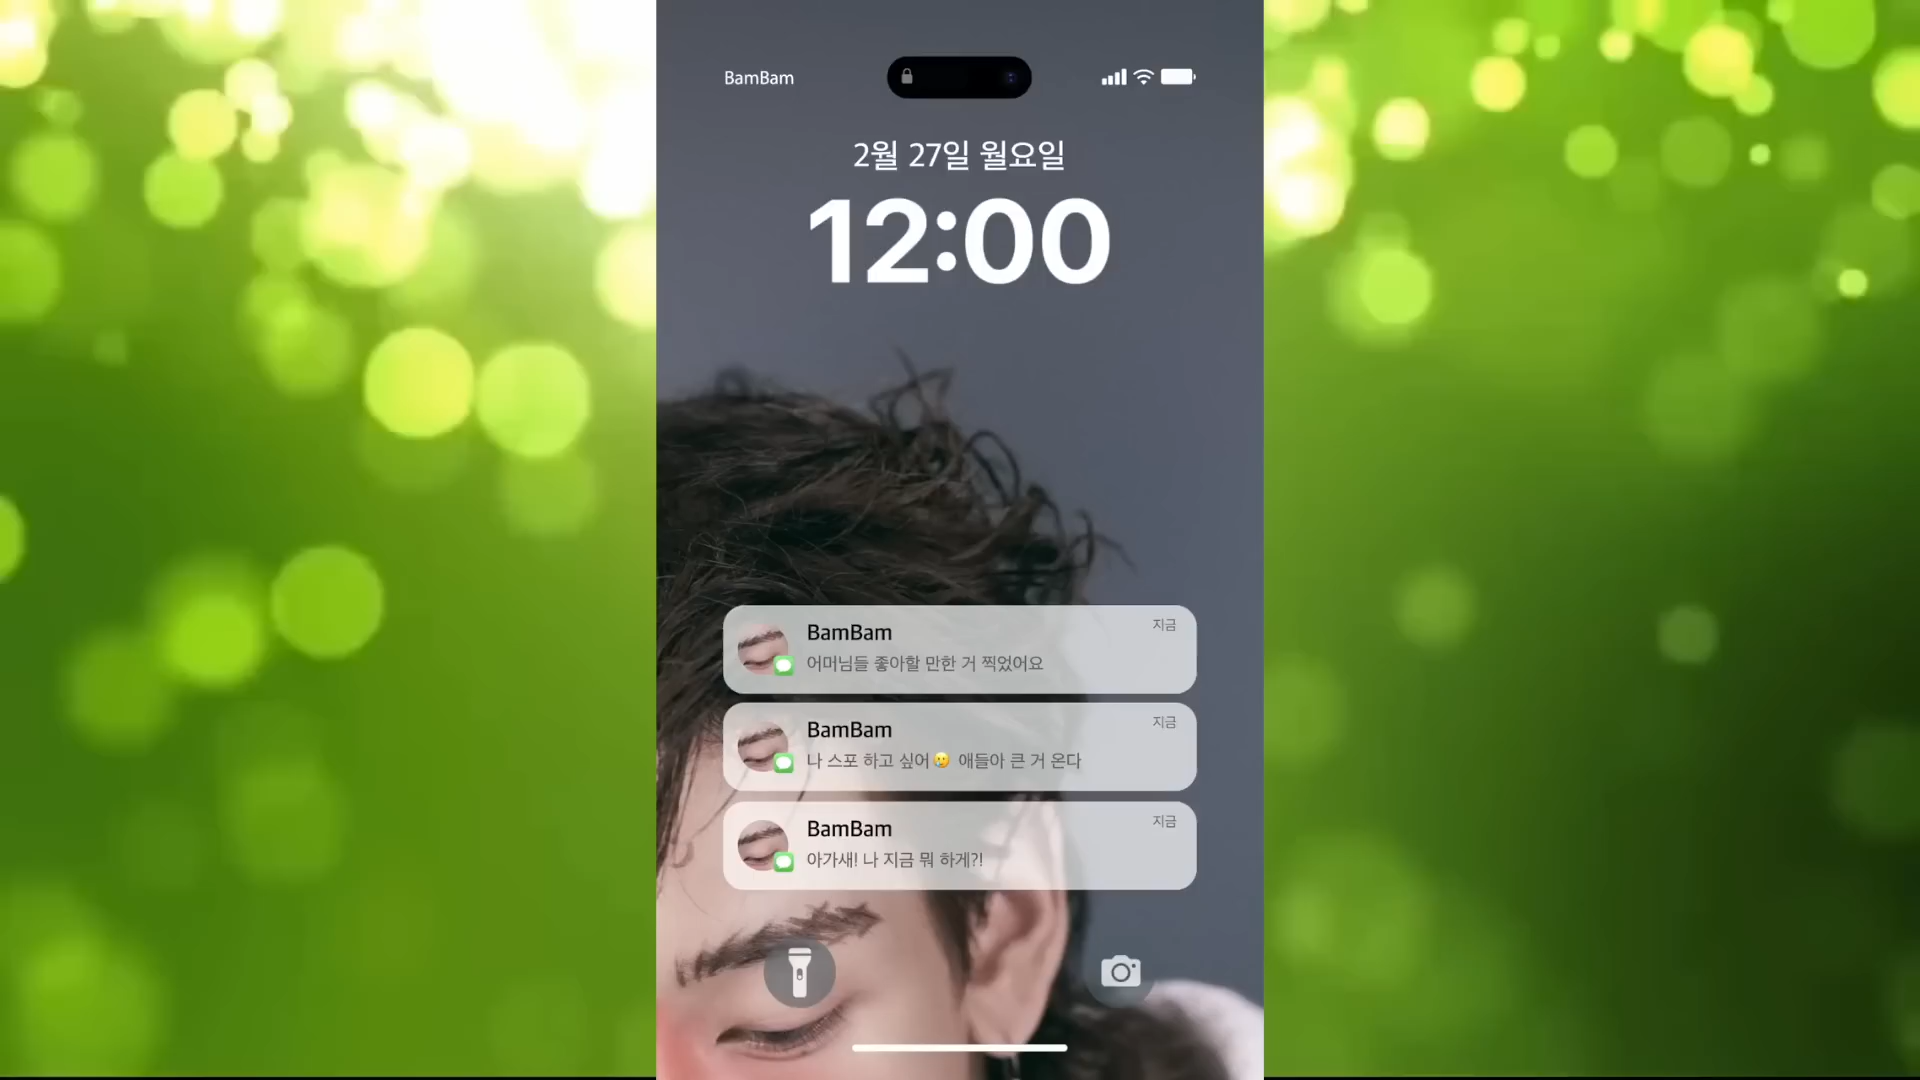 BamBam
2월 27일 월요일
12:00
BamBam
지금
어머님들 좋아할 만한 거 찍었어요
BamBam
지금
나 스포 하고 싶어🥲 애들아 큰 거 온다
BamBam
지금
아가새! 나 지금 뭐 하게?!